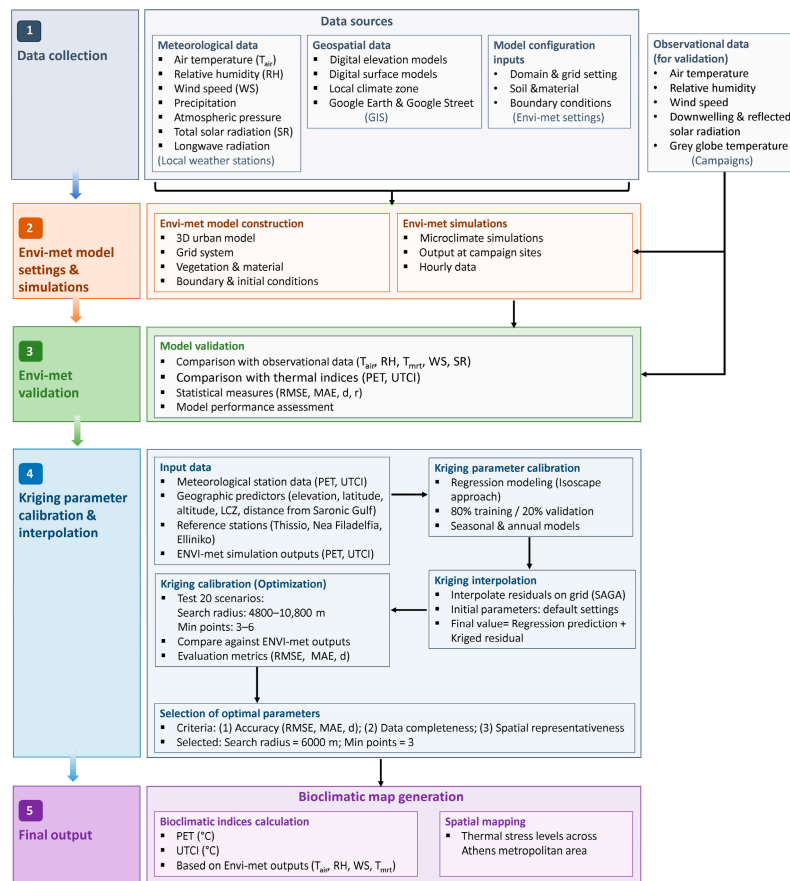 1
Data collection
Data sources
Meteorological data
▪ Air temperature (Tair)
▪ Relative humidity (RH)
▪ Wind speed (WS)
▪ Precipitation
▪ Atmospheric pressure
▪ Total solar radiation (SR)
▪ Longwave radiation
(Local weather stations)
Geospatial data
▪ Digital elevation models
▪ Digital surface models
▪ Local climate zone
▪ Google Earth & Google Street
(GIS)
Model configuration
inputs
• Domain & grid setting
• Soil &material
• Boundary conditions
(Envi-met settings)
Observational data
(for validation)
• Air temperature
• Relative humidity
• Wind speed
• Downwelling & reflected
solar radiation
• Grey globe temperature
(Campaigns)
2
Envi-met model
settings &
simulations
Envi-met model construction
▪ 3D urban model
▪ Grid system
▪ Vegetation & material
▪ Boundary & initial conditions
Envi-met simulations
▪ Microclimate simulations
▪ Output at campaign sites
▪ Hourly data
3
Envi-met
validation
Model validation
▪ Comparison with observational data (Tair, RH, Tmrt, WS, SR)
▪ Comparison with thermal indices (PET, UTCI)
▪ Statistical measures (RMSE, MAE, d, r)
▪ Model performance assessment
4
Kriging parameter
calibration &
interpolation
Input data
▪ Meteorological station data (PET, UTCI)
▪ Geographic predictors (elevation, latitude,
altitude, LCZ, distance from Saronic Gulf)
▪ Reference stations (Thissio, Nea Filadelfia,
Elliniko)
▪ ENVI-met simulation outputs (PET, UTCI)
Kriging parameter calibration
▪ Regression modeling (Isoscape
approach)
▪ 80% training / 20% validation
▪ Seasonal & annual models
Kriging calibration (Optimization)
▪ Test 20 scenarios:
Search radius: 4800–10,800 m
Min points: 3–6
▪ Compare against ENVI-met outputs
▪ Evaluation metrics (RMSE, MAE, d)
Kriging interpolation
▪ Interpolate residuals on grid (SAGA)
▪ Initial parameters: default settings
▪ Final value= Regression prediction +
Kriged residual
Selection of optimal parameters
▪ Criteria: (1) Accuracy (RMSE, MAE, d); (2) Data completeness; (3) Spatial representativeness
▪ Selected: Search radius = 6000 m; Min points = 3
5
Final output
Bioclimatic map generation
Bioclimatic indices calculation
▪ PET (°C)
▪ UTCI (°C)
▪ Based on Envi-met outputs (Tair, RH, WS, Tmrt)
Spatial mapping
▪ Thermal stress levels across
Athens metropolitan area